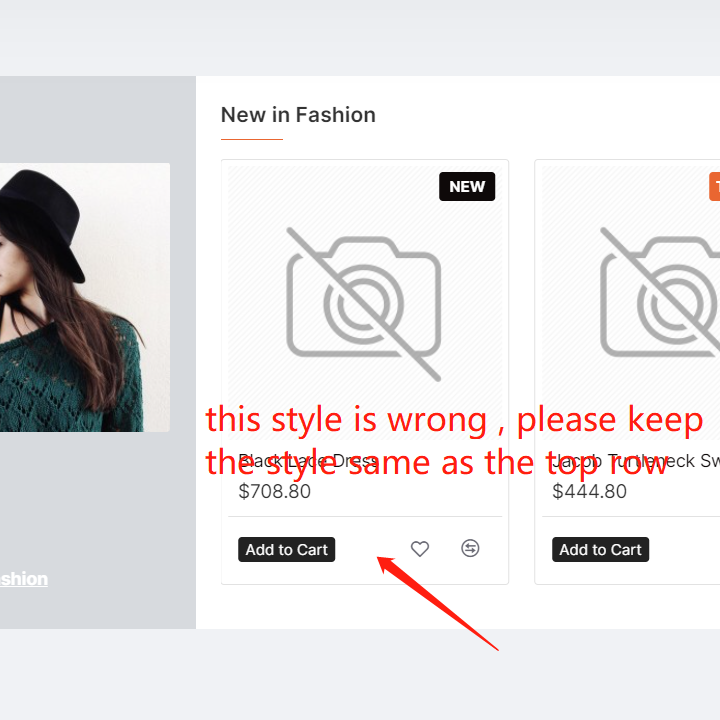 New in Fashion
NEW
T
this style is wrong , please keep
the style same as the top row
Black Lace Dress
Jacob Turtleneck Sw
$708.80
$444.80
Add to Cart
Add to Cart
shion